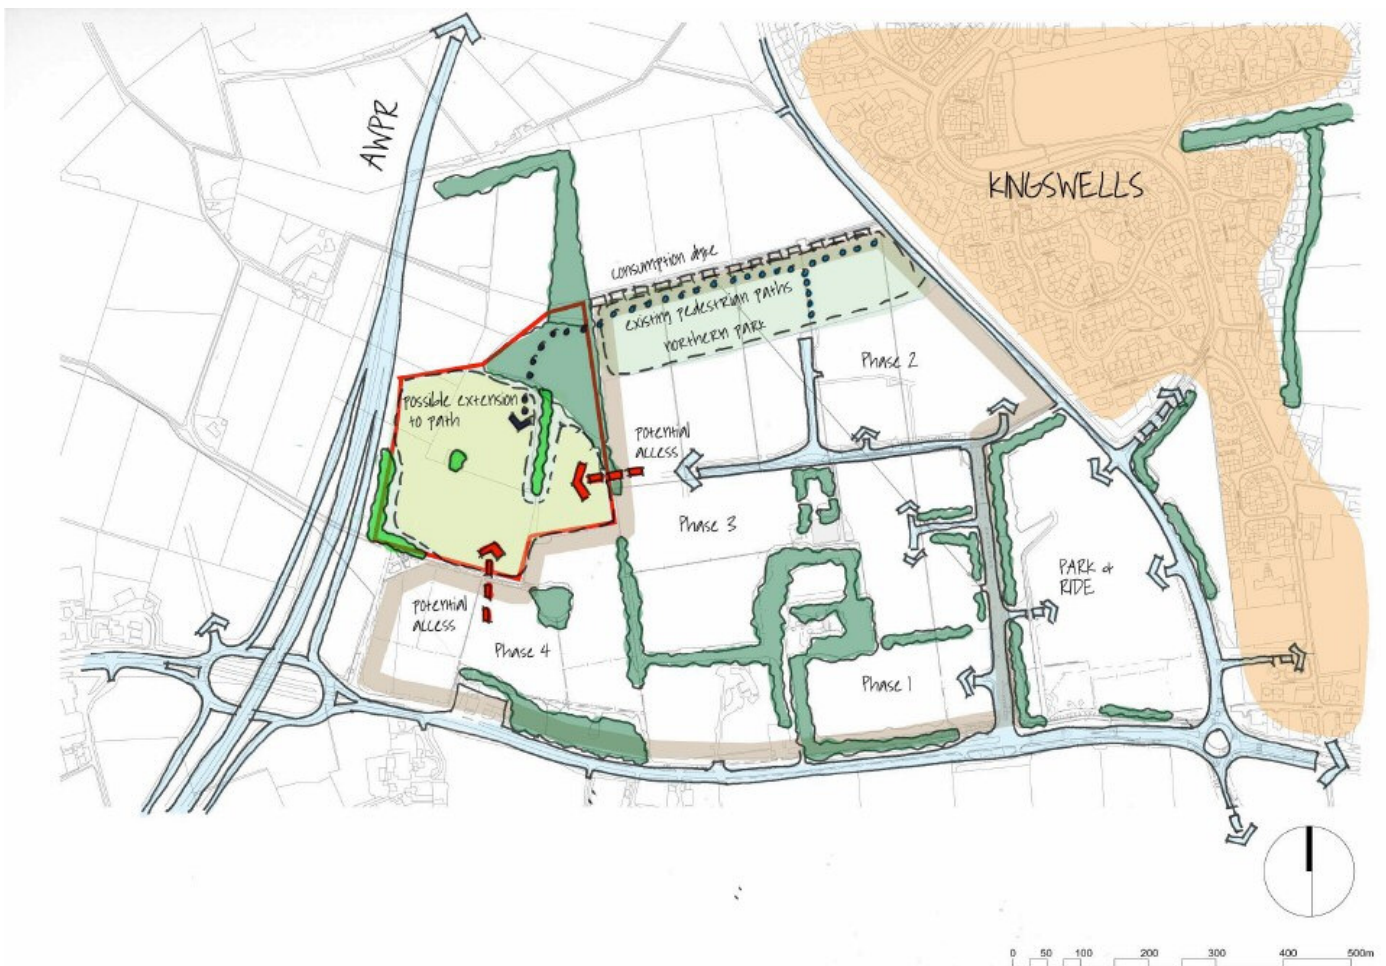 AWPR
KINGSWELLS
consumption dyke
existing pedestrian paths
northern park
Phase 2
possible extension
to path
potential
access
Phase 3
PARK &
RIDE
potential
access
Phase 4
Phase 1
0 50 100 200 300 400 500m